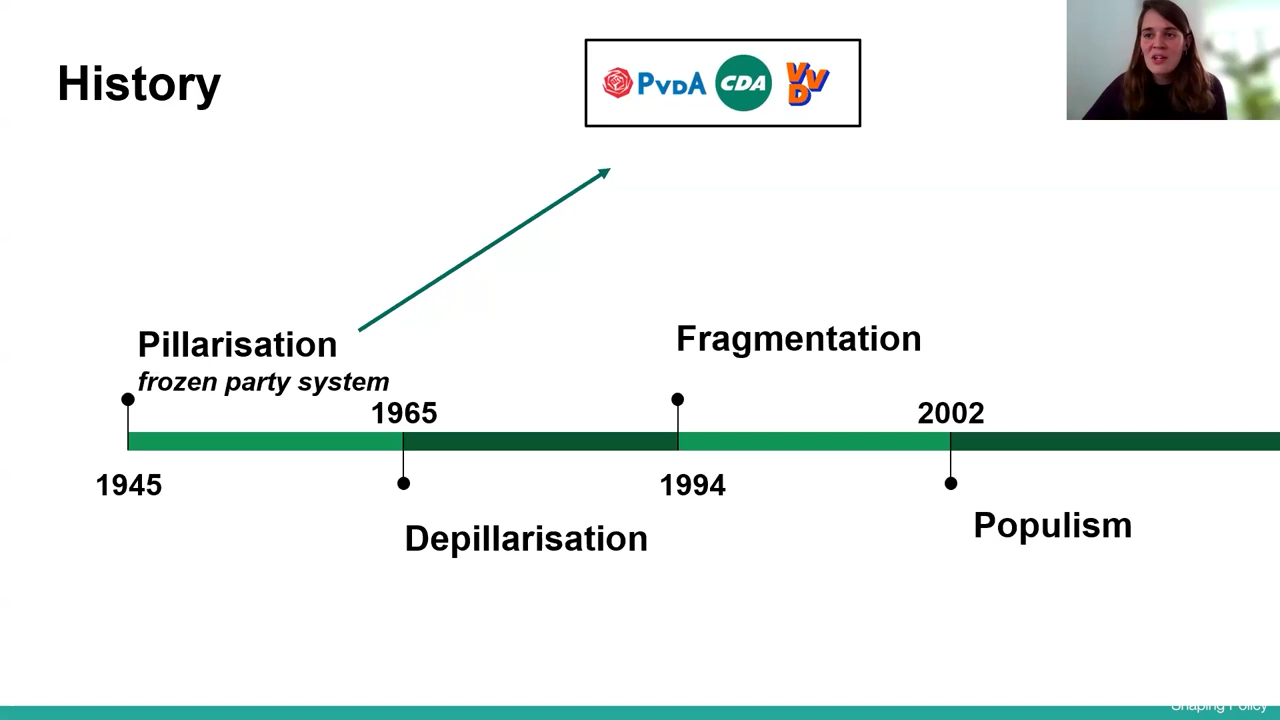 History
PvdA CDA VVD
Pillarisation
frozen party system
Fragmentation
1965
2002
1945
1994
Depillarisation
Populism
Shaping Policy